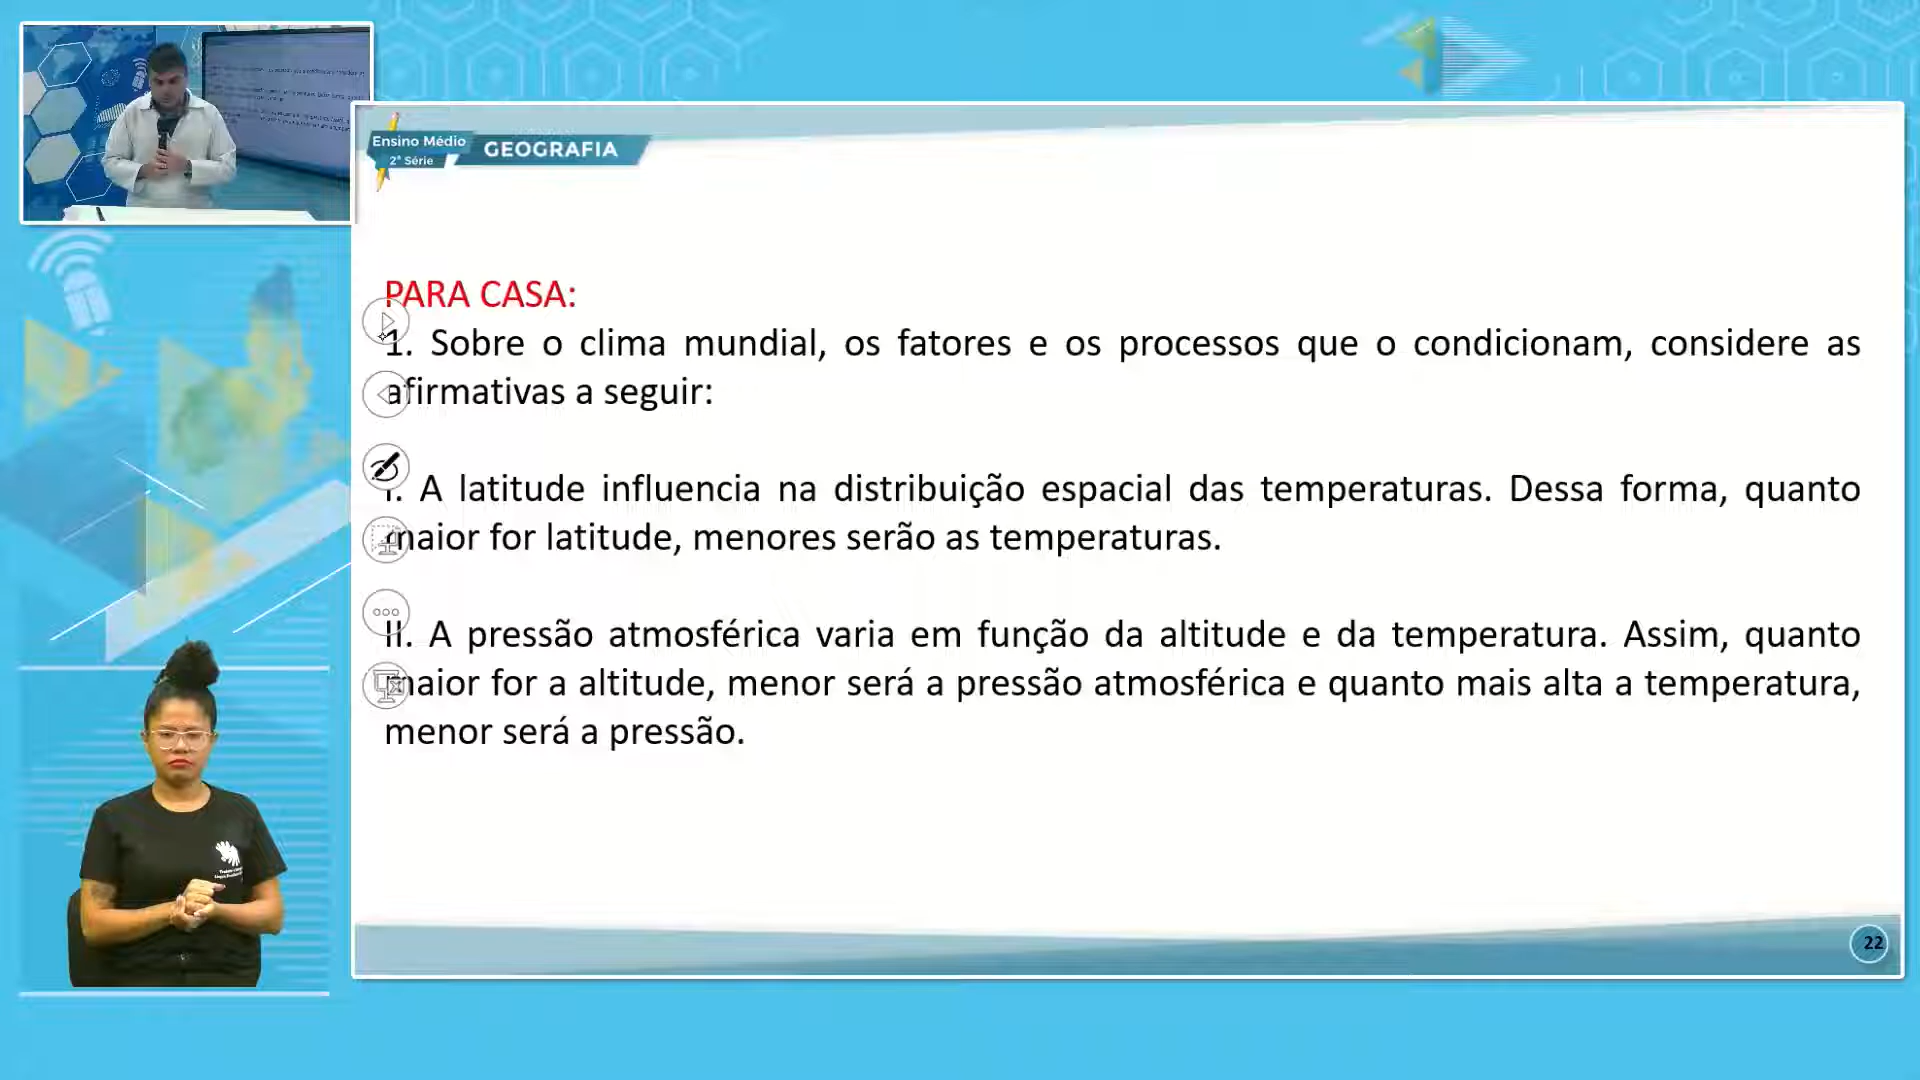 Ensino Médio
2ª Série
GEOGRAFIA
PARA CASA:
1. Sobre o clima mundial, os fatores e os processos que o condicionam, considere as
afirmativas a seguir:
I. A latitude influencia na distribuição espacial das temperaturas. Dessa forma, quanto
maior for latitude, menores serão as temperaturas.
II. A pressão atmosférica varia em função da altitude e da temperatura. Assim, quanto
maior for a altitude, menor será a pressão atmosférica e quanto mais alta a temperatura,
menor será a pressão.
22